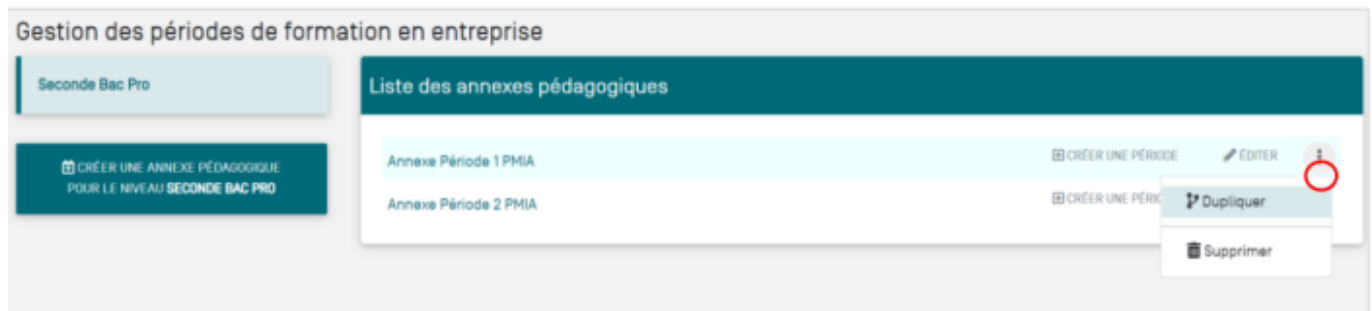 Gestion des périodes de formation en entreprise
Seconde Bac Pro
CRÉER UNE ANNEXE PÉDAGOGIQUE
POUR LE NIVEAU SECONDE BAC PRO
Liste des annexes pédagogiques
Annexe Période 1 PMIA
CRÉER UNE PÉRIODE
ÉDITER
Annexe Période 2 PMIA
CRÉER UNE PÉRIO
Dupliquer
Supprimer